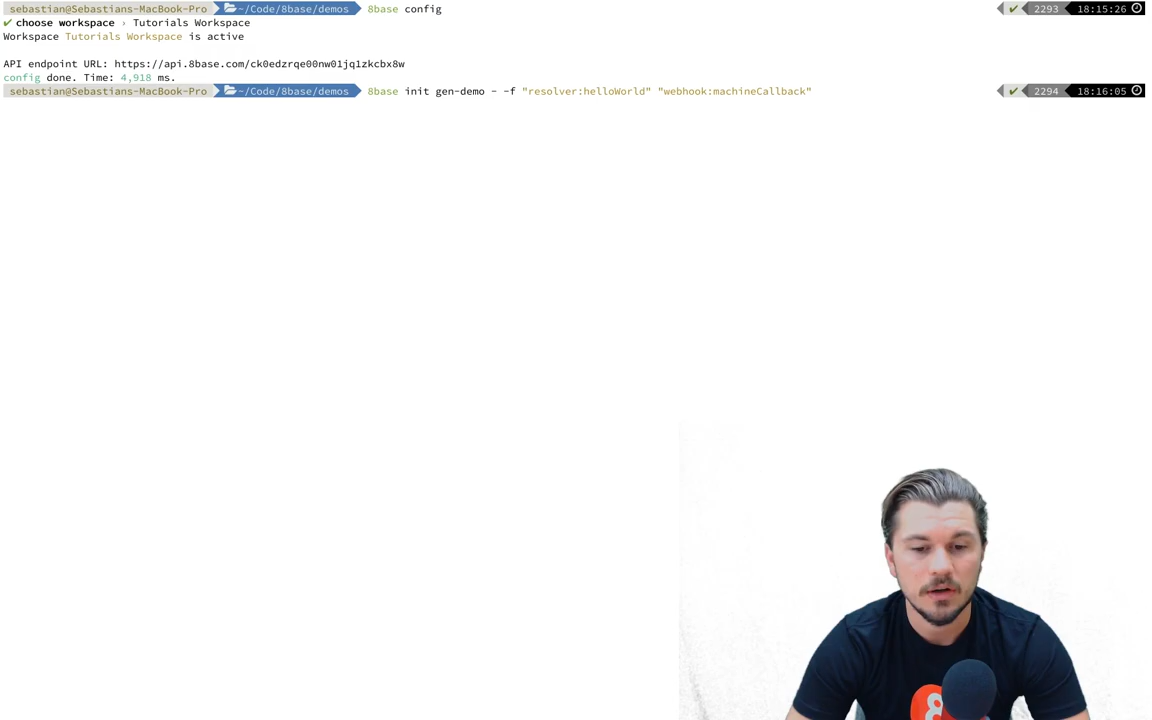 sebastian@Sebastians-MacBook-Pro ~/Code/8base/demos 8base config ✔ 2293 18:15:26
✔ choose workspace › Tutorials Workspace
Workspace Tutorials Workspace is active
API endpoint URL: https://api.8base.com/ck0edzrqe00nw01jq1zkcbx8w
config done. Time: 4,918 ms.
sebastian@Sebastians-MacBook-Pro ~/Code/8base/demos 8base init gen-demo - -f "resolver:helloWorld" "webhook:machineCallback" ✔ 2294 18:16:05
8